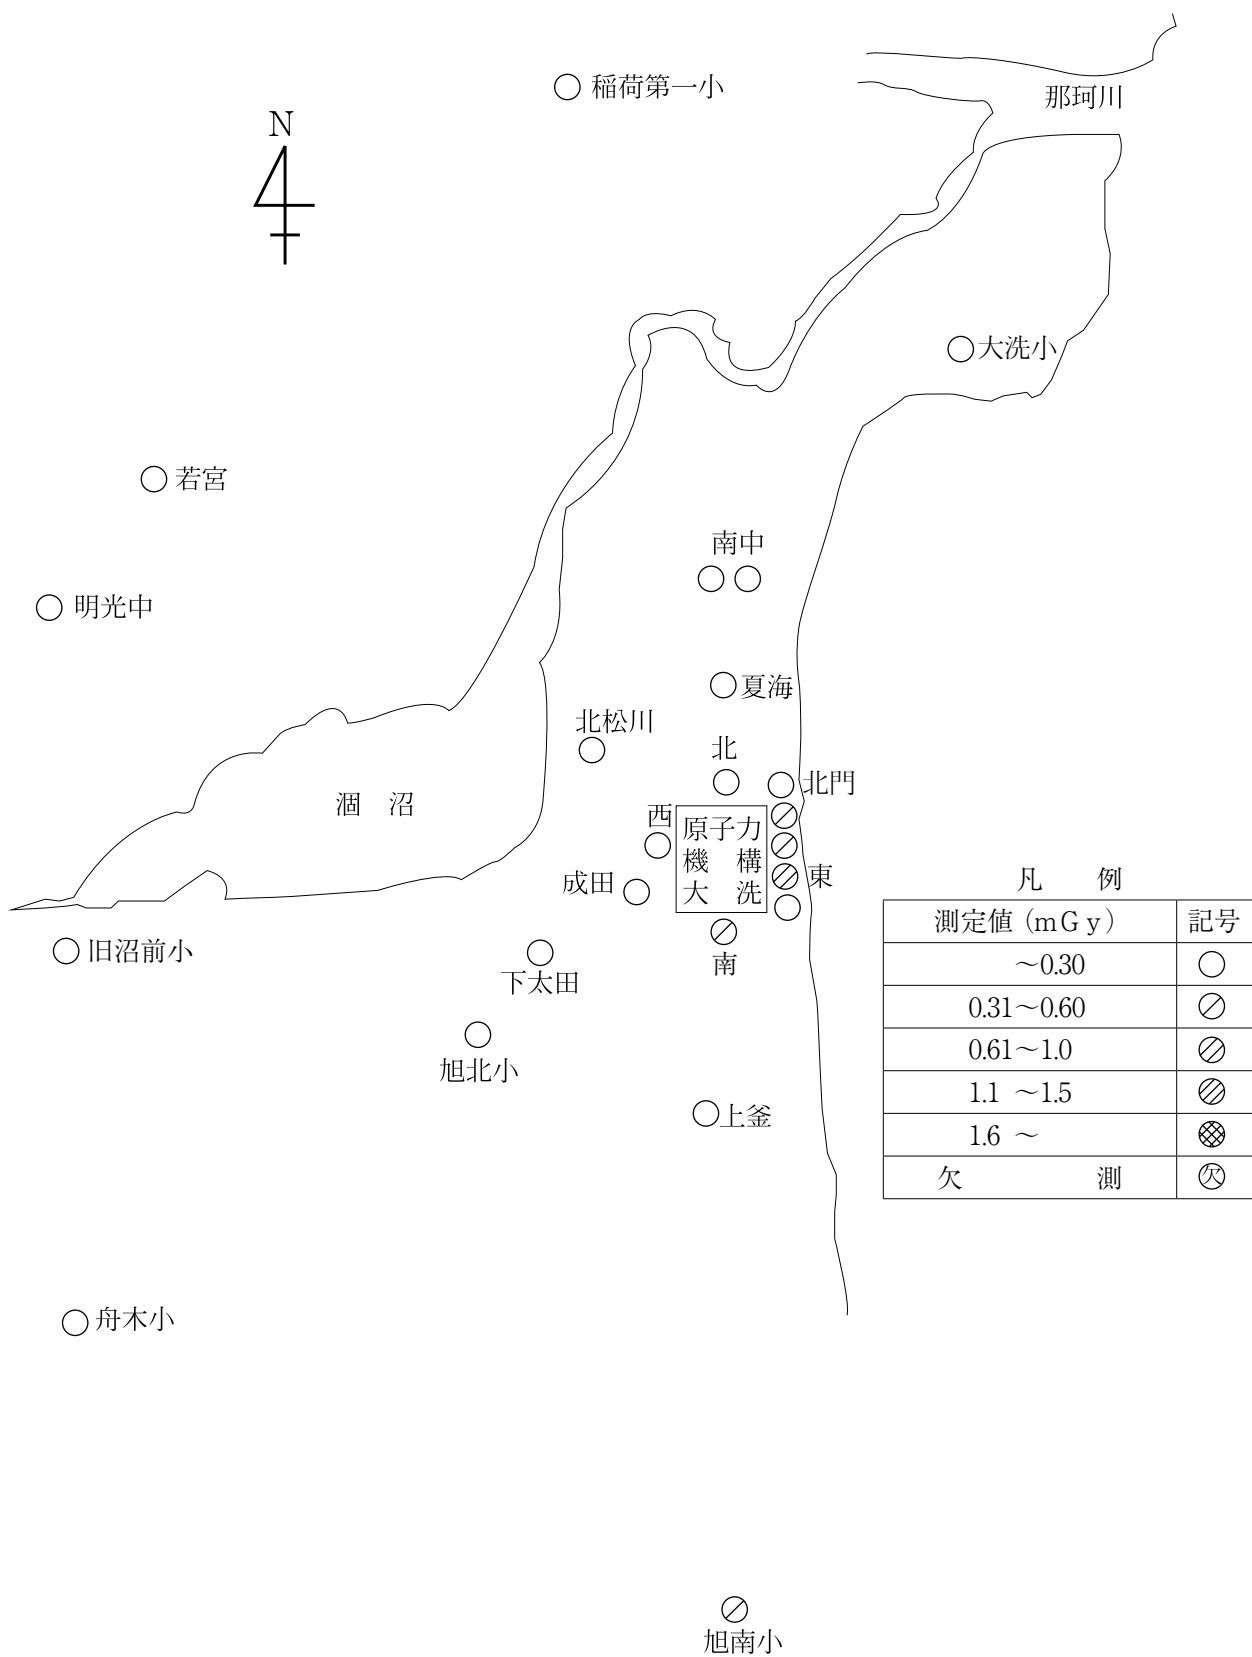 稲荷第一小
那珂川
N
大洗小
若宮
南中
明光中
夏海
北松川
北
北門
涸 沼
西
原子力
機 構
大 洗
東
成田
南
旧沼前小
下太田
旭北小
上釜
凡 例
測定値(mGy) 記号
~0.30
0.31~0.60
0.61~1.0
1.1 ~1.5
1.6 ~
欠 測 欠
舟木小
旭南小